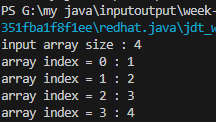 PS G:\my java\inputoutput\week-
351fba1f8f1ee\redhat.java\jdt_w
input array size : 4
array index = 0 : 1
array index = 1 : 2
array index = 2 : 3
array index = 3 : 4